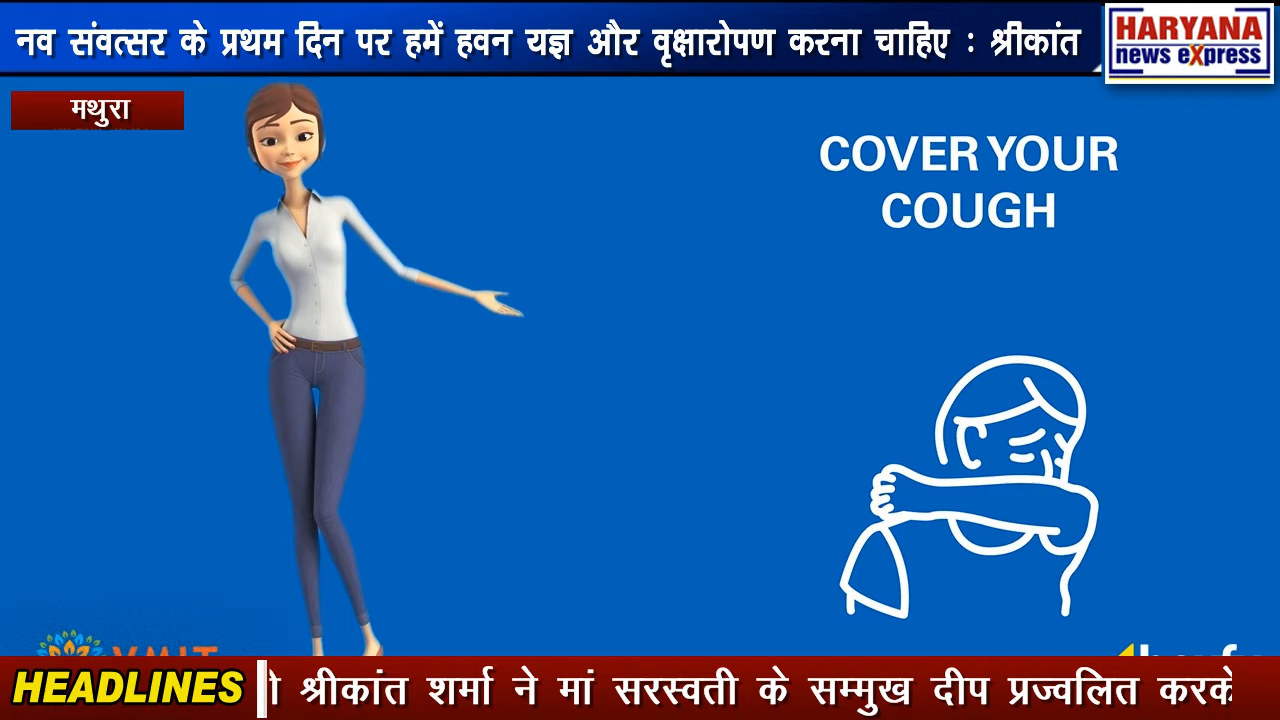 नव संवत्सर के प्रथम दिन पर हमें हवन यज्ञ और वृक्षारोपण करना चाहिए : श्रीकांत
HARYANA
news eXpress
मथुरा
COVER YOUR
COUGH
HEADLINES
श्रीकांत शर्मा ने मां सरस्वती के सम्मुख दीप प्रज्वलित करके